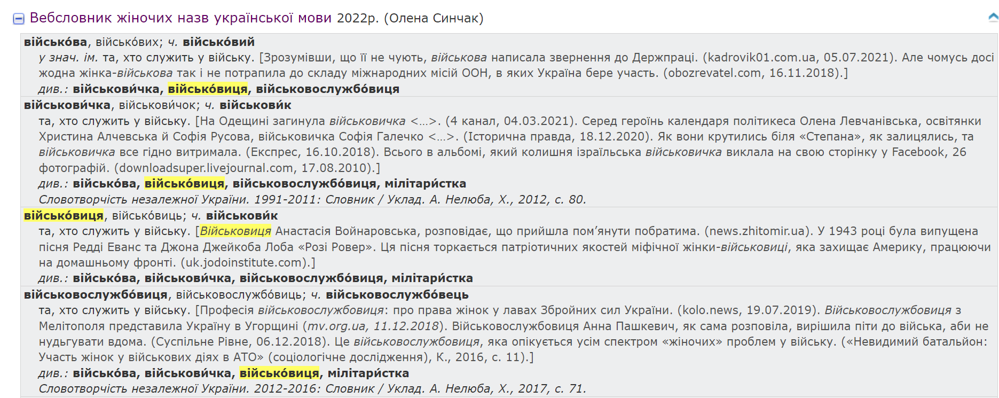 Вебсловник жіночих назв української мови 2022р. (Олена Синчак)
військо́ва, військо́вих; ч. військо́вий
у знач. ім. та, хто служить у війську. [Зрозумівши, що її не чують, військова написала звернення до Держпраці. (kadrovik01.com.ua, 05.07.2021). Але чомусь досі
жодна жінка-військова так і не потрапила до складу міжнародних місій ООН, в яких Україна бере участь. (obozrevatel.com, 16.11.2018).]
див.: військови́чка, військо́виця, військовослужбо́виця
військови́чка, військови́чок; ч. військови́к
та, хто служить у війську. [На Одещині загинула військовичка <...>. (4 канал, 04.03.2021). Серед героїнь календаря політикеса Олена Левчанівська, освітянки
Христина Алчевська й Софія Русова, військовичка Софія Галечко <...>. (Історична правда, 18.12.2020). Як вони крутились біля «Степана», як залицялись, та
військовичка все гідно витримала. (Експрес, 16.10.2018). Всього в альбомі, який колишня ізраїльська військовичка виклала на свою сторінку у Facebook, 26
фотографій. (downloadsuper.livejournal.com, 17.08.2010).]
див.: військо́ва, військо́виця, військовослужбо́виця, мілітари́стка
Словотворчість незалежної України. 1991-2011: Словник / Уклад. А. Нелюба, Х., 2012, с. 80.
військо́виця, військо́виць; ч. військови́к
та, хто служить у війську. [Військовиця Анастасія Войнаровська, розповідає, що прийшла пом’янути побратима. (news.zhitomir.ua). У 1943 році була випущена
пісня Редді Еванс та Джона Джейкоба Лоба «Розі Ровер». Ця пісня торкається патріотичних якостей міфічної жінки-військовиці, яка захищає Америку, працюючи
на домашньому фронті. (uk.jodoinstitute.com).]
див.: військо́ва, військови́чка, військовослужбо́виця, мілітари́стка
військовослужбо́виця, військовослужбо́виць; ч. військовослужбо́вець
та, хто служить у війську. [Професія військовослужбовиця: про права жінок у лавах Збройних сил України. (kolo.news, 19.07.2019). Військовослужбовиця з
Мелітополя представила Україну в Угорщині (mv.org.ua, 11.12.2018). Військовослужбовиця Анна Пашкевич, як сама розповіла, вирішила піти до війська, аби не
нудьгувати вдома. (Суспільне Рівне, 06.12.2018). Це військовослужбовиця, яка опікується усім спектром «жіночих» проблем у війську. («Невидимий батальйон:
Участь жінок у військових діях в АТО» (соціологічне дослідження), К., 2016, с. 11).]
див.: військо́ва, військови́чка, військо́виця, мілітари́стка
Словотворчість незалежної України. 2012-2016: Словник / Уклад. А. Нелюба, Х., 2017, с. 71.